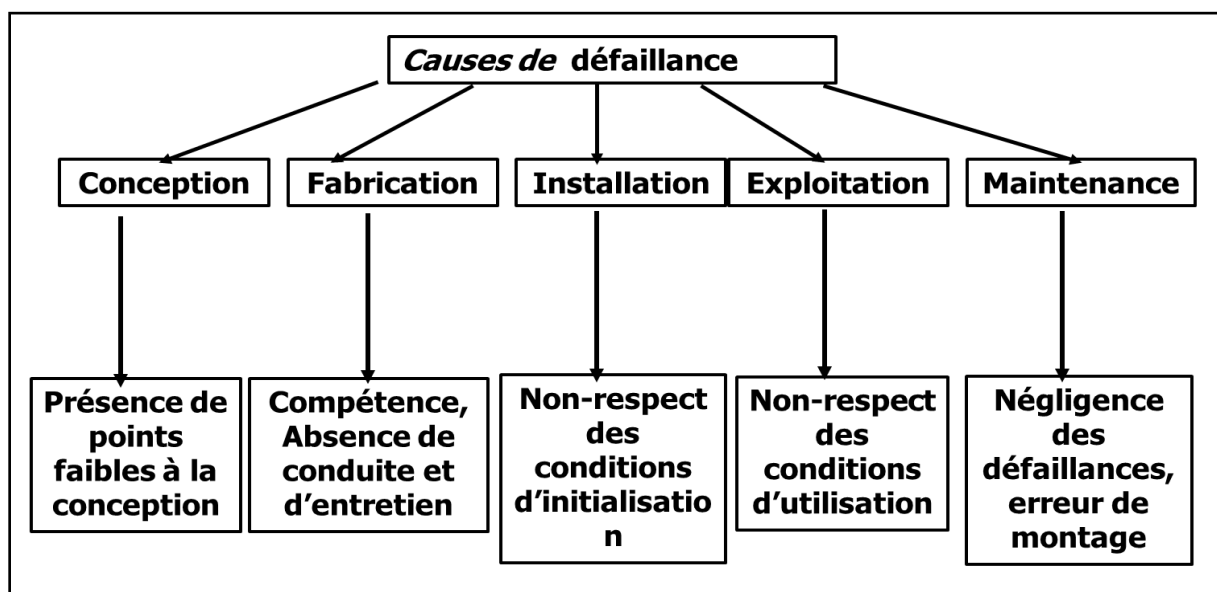 Causes de défaillance
Conception
Fabrication
Installation
Exploitation
Maintenance
Présence de
points
faibles à la
conception
Compétence,
Absence de
conduite et
d'entretien
Non-respect
des
conditions
d'initialisatio
n
Non-respect
des
conditions
d'utilisation
Négligence
des
défaillances,
erreur de
montage